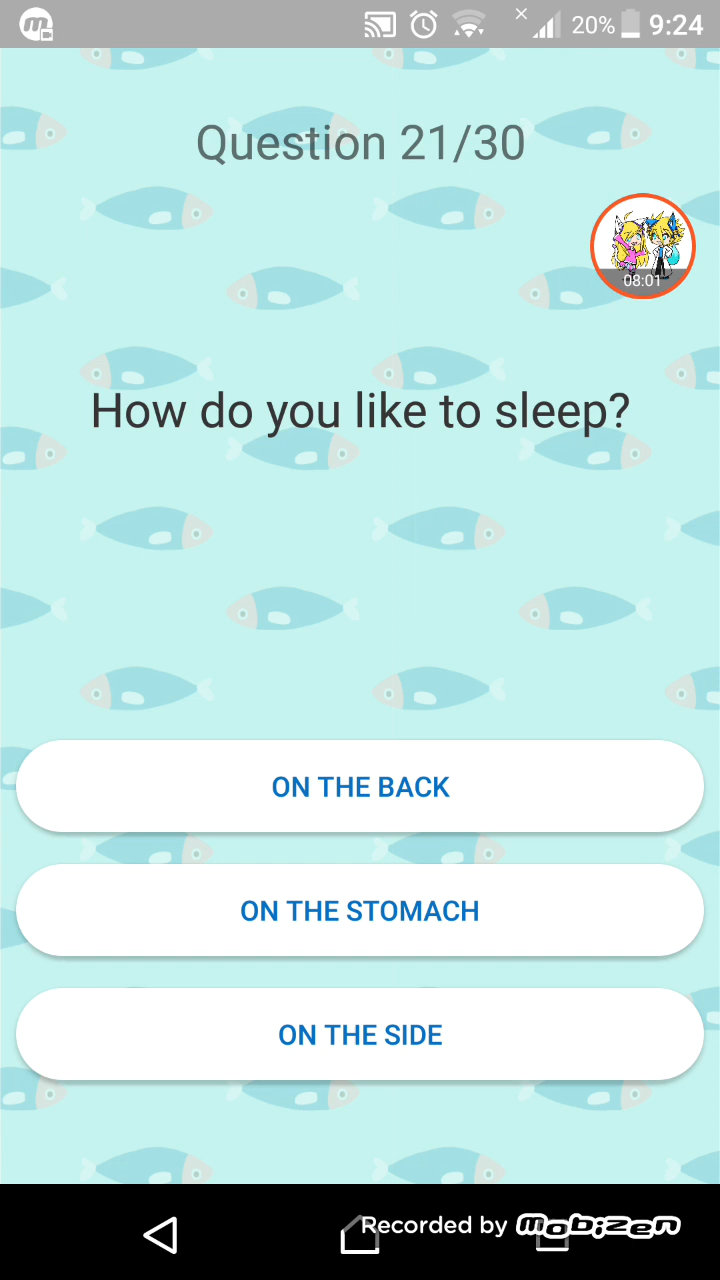 20% 9:24
Question 21/30
08:01
How do you like to sleep?
ON THE BACK
ON THE STOMACH
ON THE SIDE
Recorded by Mobizen